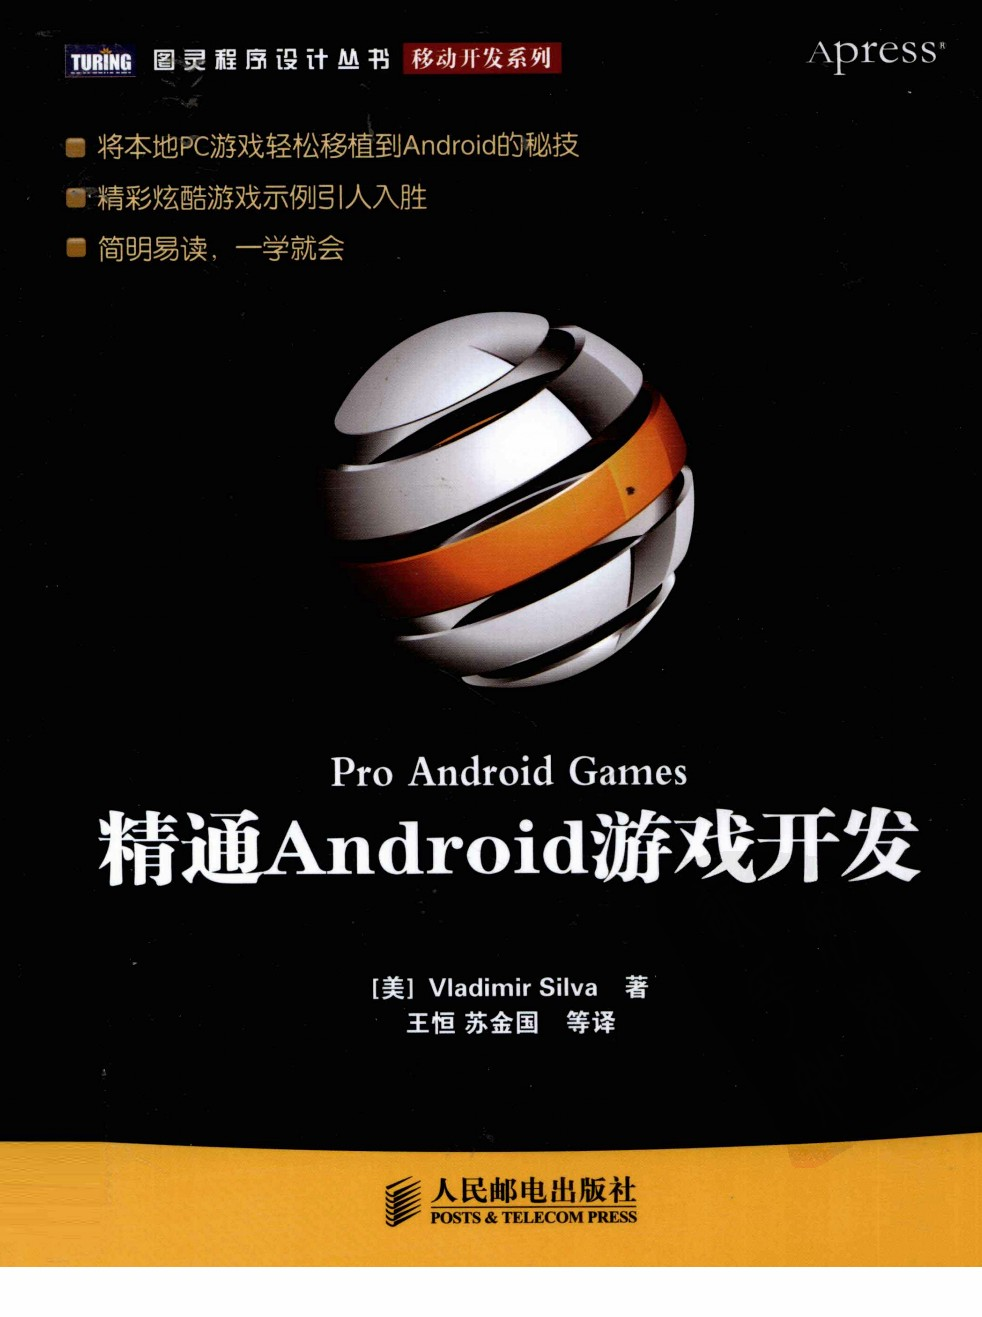 TURING 图灵程序设计丛书 移动开发系列 Apress®
将本地PC游戏轻松移植到Android的秘技
精彩炫酷游戏示例引人入胜
简明易读，一学就会
Pro Android Games
精通Android游戏开发
[美] Vladimir Silva 著
王恒 苏金国 等译
人民邮电出版社
POSTS & TELECOM PRESS